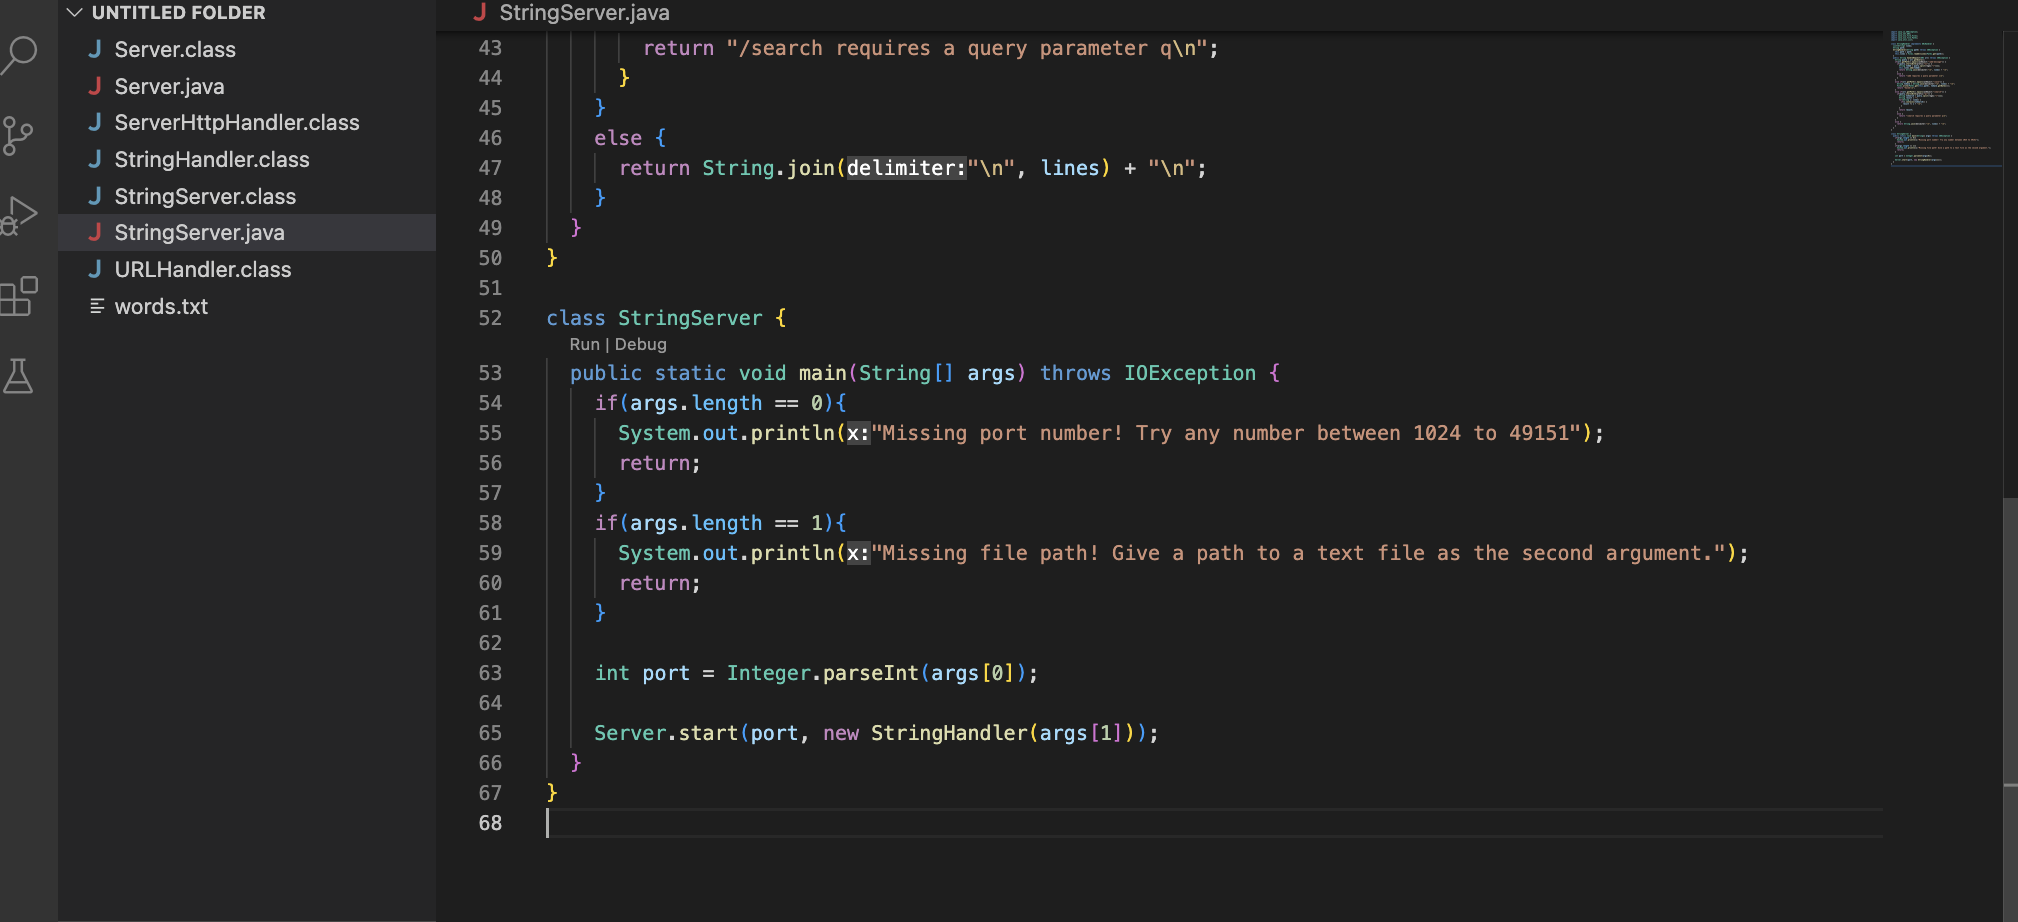 UNTITLED FOLDER
Server.class
Server.java
ServerHttpHandler.class
StringHandler.class
StringServer.class
StringServer.java
URLHandler.class
words.txt
StringServer.java
43 return "/search requires a query parameter q\n";
44 }
45 }
46 else {
47 return String.join(delimiter:"\n", lines) + "\n";
48 }
49 }
50 }
51
52 class StringServer {
Run | Debug
53 public static void main(String[] args) throws IOException {
54 if(args.length == 0){
55 System.out.println(x:"Missing port number! Try any number between 1024 to 49151");
56 return;
57 }
58 if(args.length == 1){
59 System.out.println(x:"Missing file path! Give a path to a text file as the second argument.");
60 return;
61 }
62
63 int port = Integer.parseInt(args[0]);
64
65 Server.start(port, new StringHandler(args[1]));
66 }
67 }
68